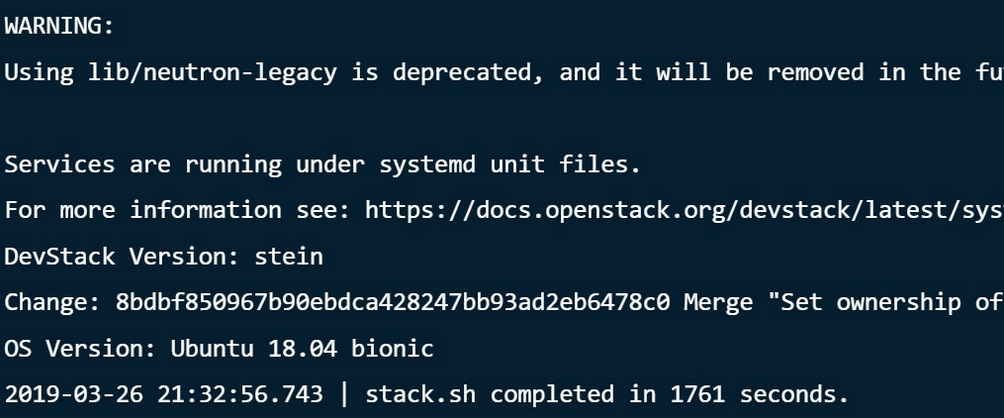 WARNING:
Using lib/neutron-legacy is deprecated, and it will be removed in the
Services are running under systemd unit files.
For more information see: https://docs.openstack.org/devstack/latest/sys
DevStack Version: stein
Change: 8bdbf850967b90ebdca428247bb93ad2eb6478c0 Merge "Set ownership of
OS Version: Ubuntu 18.04 bionic
2019-03-26 21:32:56.743 | stack.sh completed in 1761 seconds.